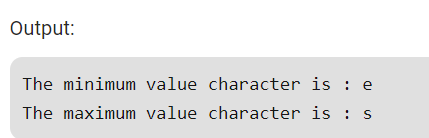 Output:
The minimum value character is : e
The maximum value character is : s